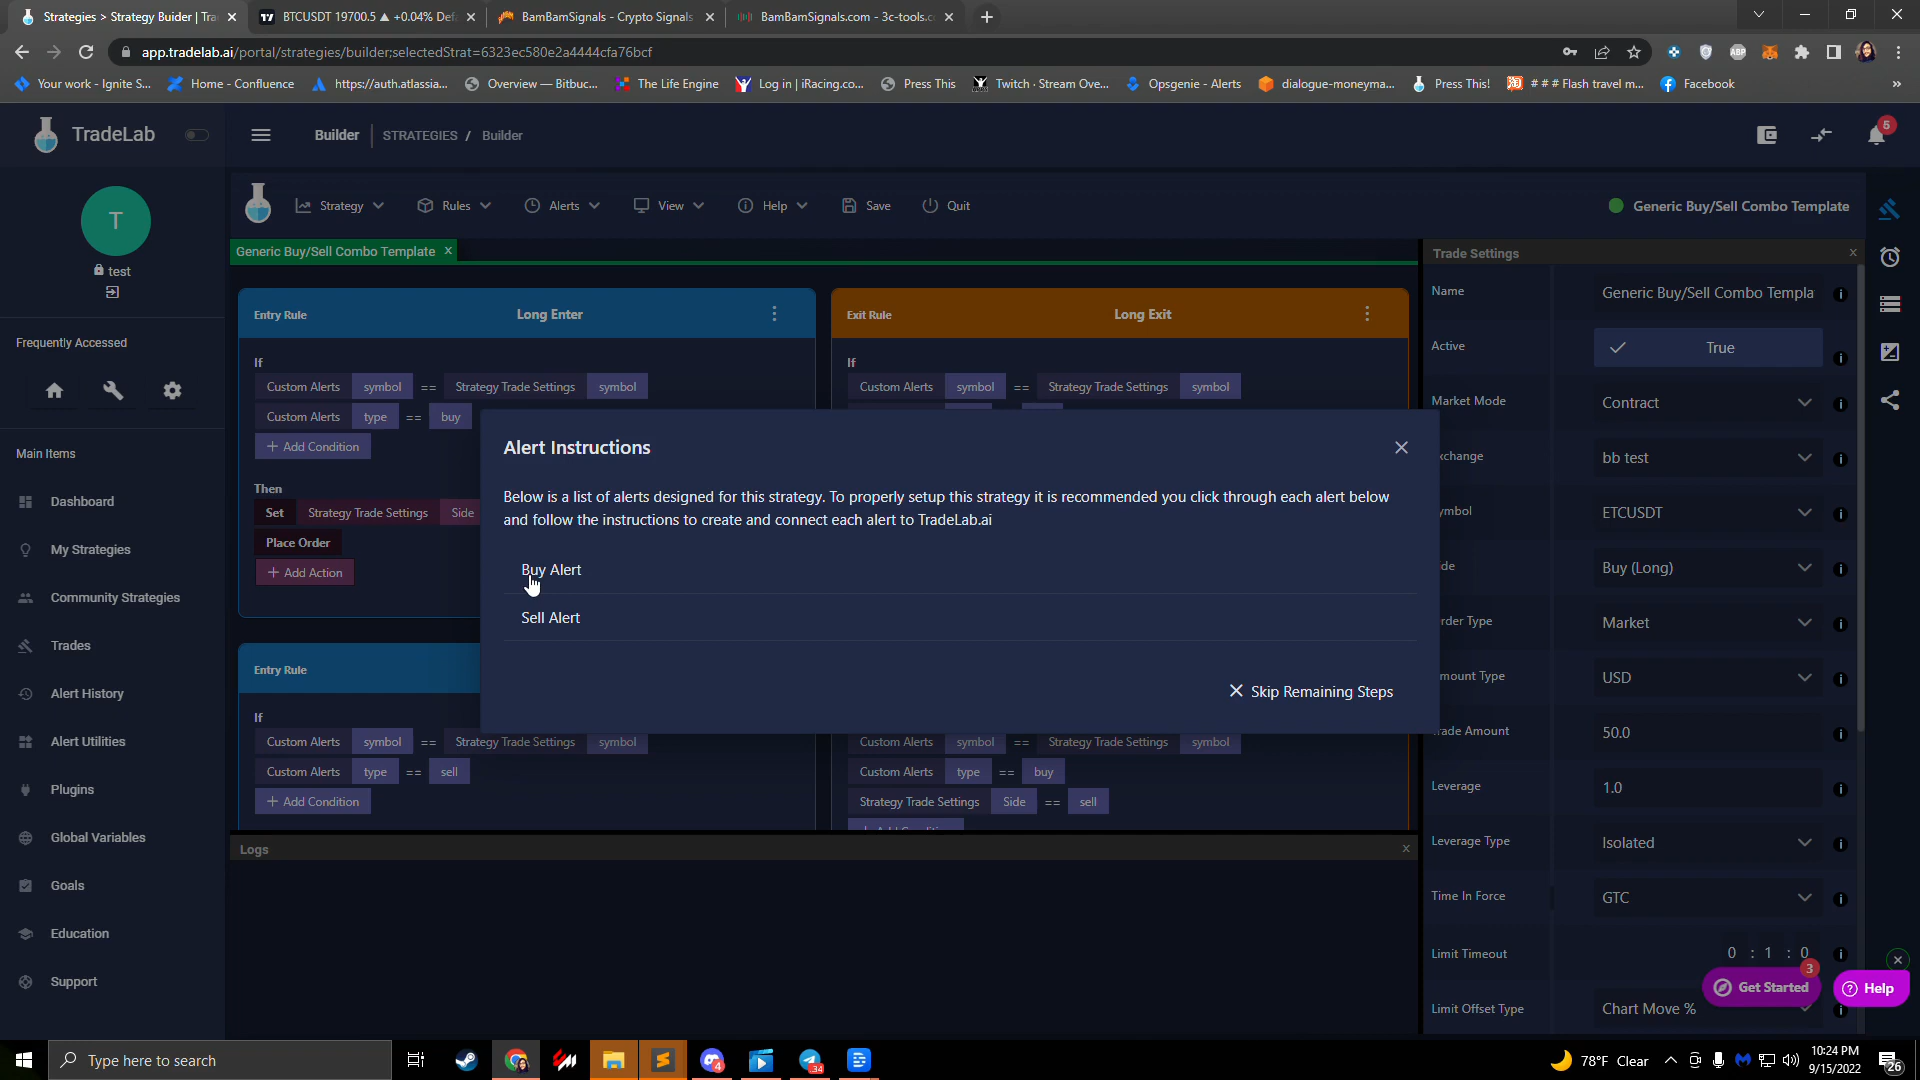 Strategies > Strategy Buider | Tra
BTCUSDT 19700.5 ▲ +0.04% Def
BamBamSignals - Crypto Signals
BamBamSignals.com - 3c-tools.c
app.tradelab.ai/portal/strategies/builder;selectedStrat=6323ec580e2a4444cfa76bcf
Your work - Ignite S...
Home - Confluence
https://auth.atlassia...
Overview — Bitbuc...
The Life Engine
Log in | iRacing.co...
Press This
Twitch - Stream Ove...
Opsgenie - Alerts
dialogue-moneyma...
Press This!
# # # Flash travel m...
Facebook
»
TradeLab
Builder
STRATEGIES / Builder
5
T
test
Strategy
Rules
Alerts
View
Help
Save
Quit
Generic Buy/Sell Combo Template
Generic Buy/Sell Combo Template ×
Trade Settings
Frequently Accessed
Main Items
Dashboard
My Strategies
Community Strategies
Trades
Alert History
Alert Utilities
Plugins
Global Variables
Goals
Education
Support
Entry Rule
Long Enter
If
Custom Alerts symbol == Strategy Trade Settings symbol
Custom Alerts type == buy
+ Add Condition
Then
Set Strategy Trade Settings Side
Place Order
+ Add Action
Exit Rule
Long Exit
If
Custom Alerts symbol == Strategy Trade Settings symbol
Alert Instructions
Below is a list of alerts designed for this strategy. To properly setup this strategy it is recommended you click through each alert below
and follow the instructions to create and connect each alert to TradeLab.ai
Buy Alert
Sell Alert
Skip Remaining Steps
Entry Rule
If
Custom Alerts symbol == Strategy Trade Settings symbol
Custom Alerts type == sell
+ Add Condition
Custom Alerts symbol == Strategy Trade Settings symbol
Custom Alerts type == buy
Strategy Trade Settings Side == sell
Logs
Name
Generic Buy/Sell Combo Templa
Active
True
Market Mode
Contract
xchange
bb test
ymbol
ETCUSDT
de
Buy (Long)
rder Type
Market
mount Type
USD
rade Amount
50.0
Leverage
1.0
Leverage Type
Isolated
Time In Force
GTC
Limit Timeout
0 : 1 : 0
Limit Offset Type
Chart Move %
3
Get Started
Help
Type here to search
4
34
78°F Clear
10:24 PM
9/15/2022
26